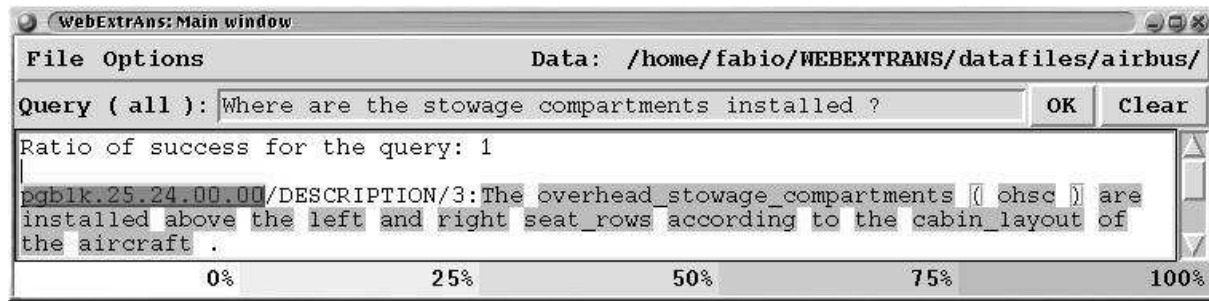 WebExtrAns: Main window
File Options Data: /home/fabio/WEBEXTRANS/datafiles/airbus/
Query ( all ): Where are the stowage compartments installed ? OK Clear
Ratio of success for the query: 1
pgblk.25.24.00.00/DESCRIPTION/3:The overhead_stowage_compartments ( ohsc ) are
installed above the left and right seat_rows according to the cabin_layout of
the aircraft .
0% 25% 50% 75% 100%